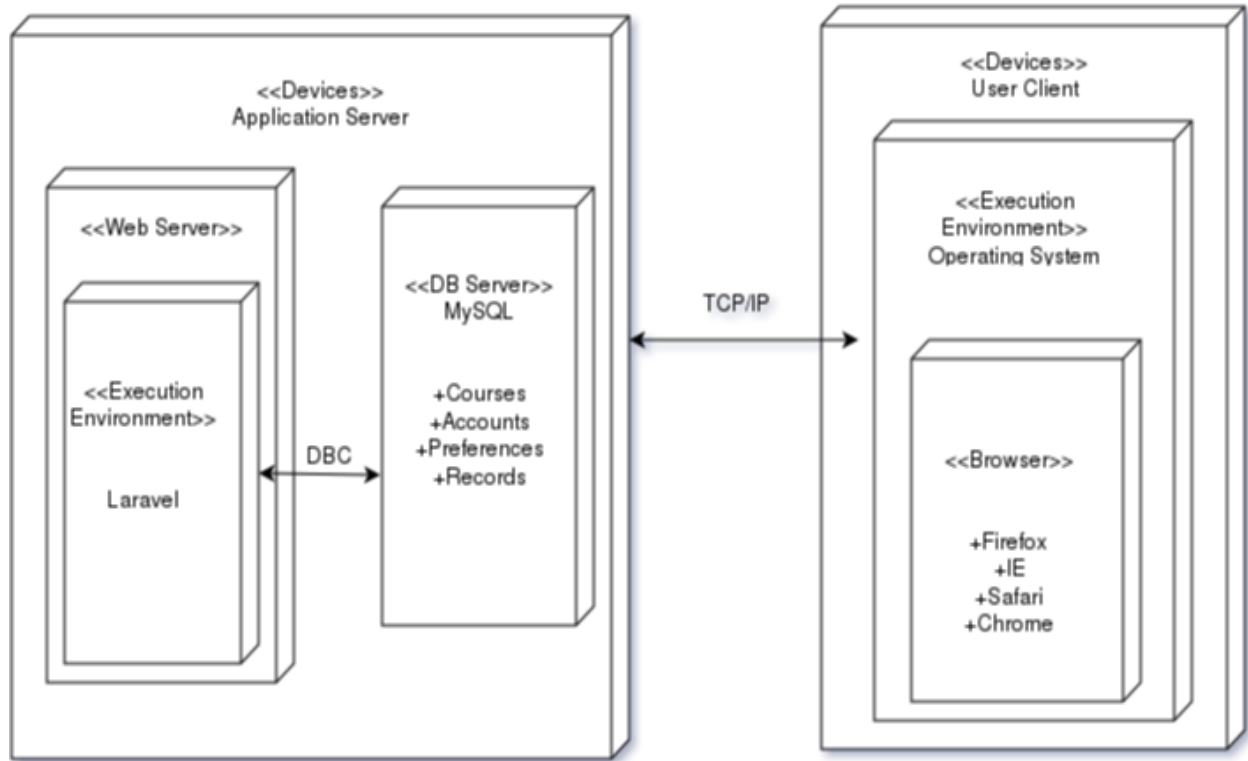 <<Devices>>
Application Server
<<Web Server>>
<<Execution
Environment>>
Laravel
DBC
<<DB Server>>
MySQL
+Courses
+Accounts
+Preferences
+Records
TCP/IP
<<Devices>>
User Client
<<Execution
Environment>>
Operating System
<<Browser>>
+Firefox
+IE
+Safari
+Chrome